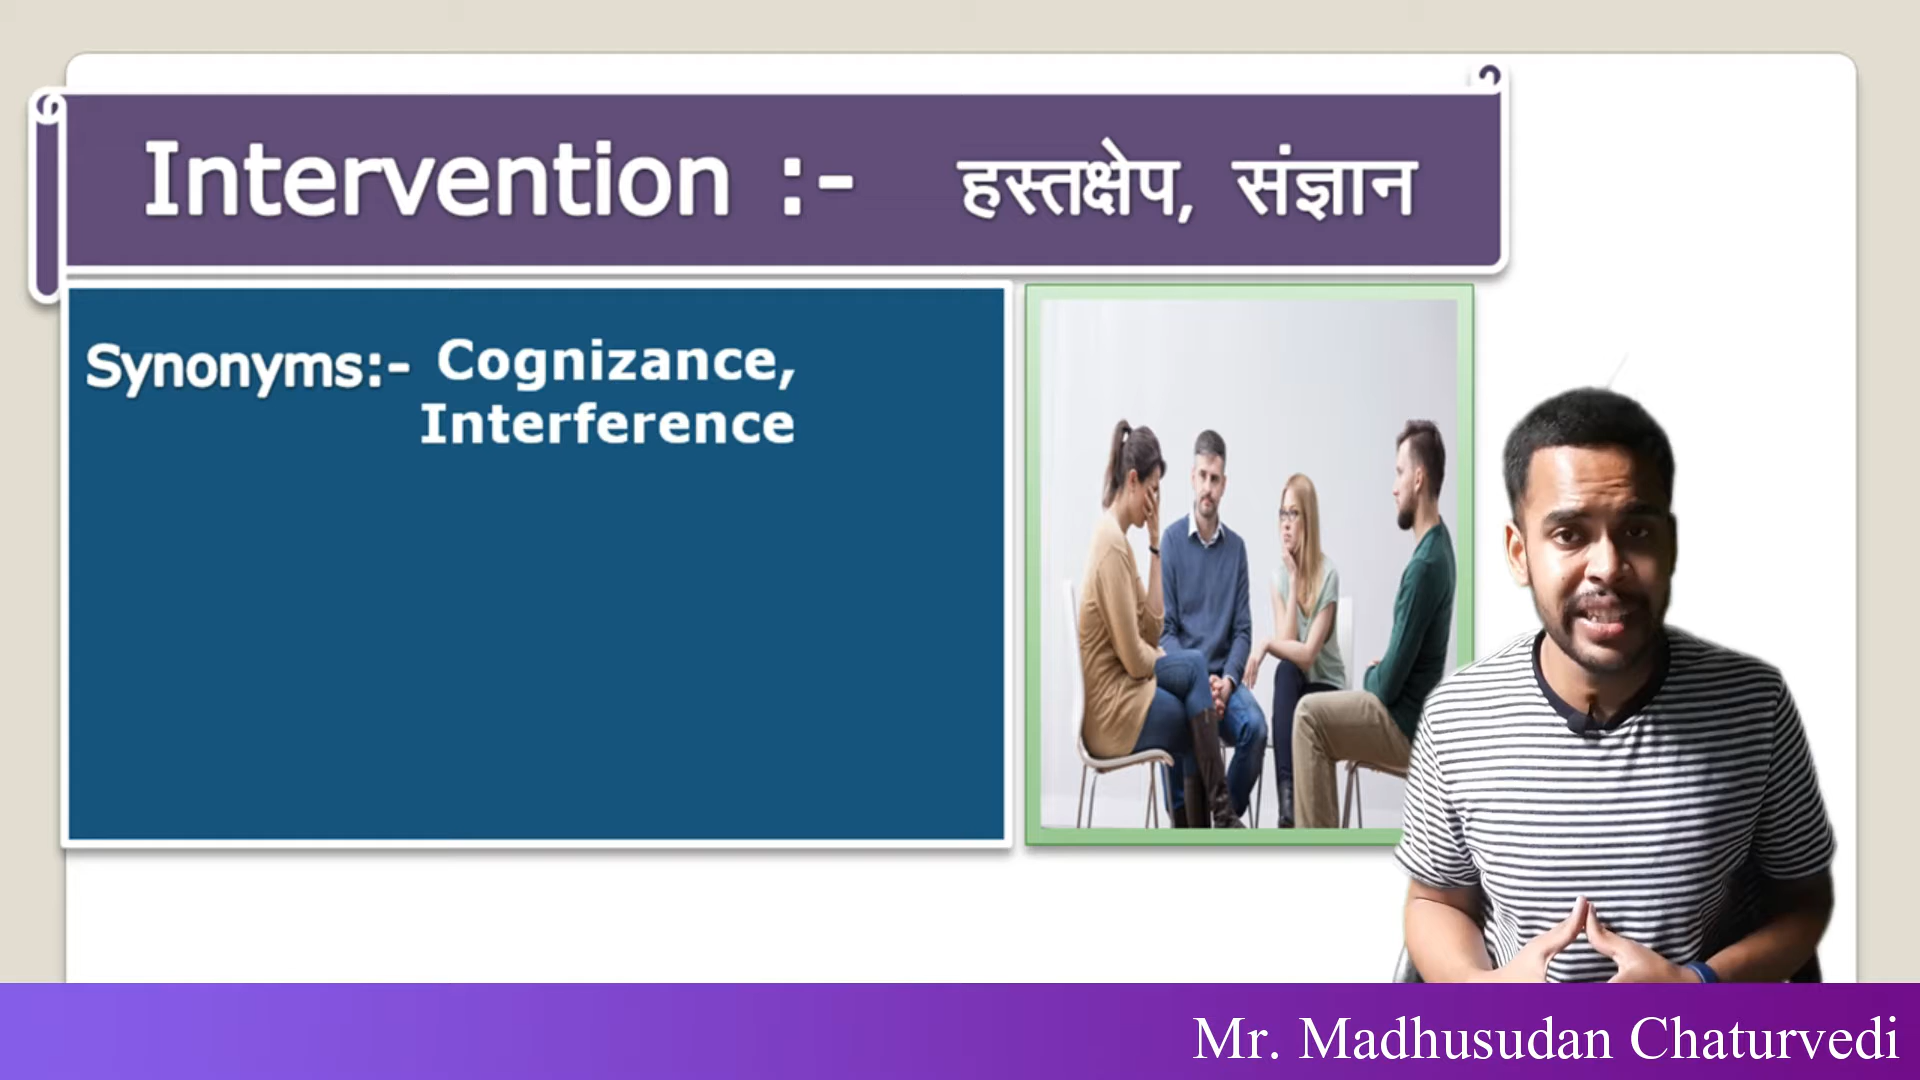 Intervention :- हस्तक्षेप, संज्ञान
Synonyms:- Cognizance,
Interference
Mr. Madhusudan Chaturvedi